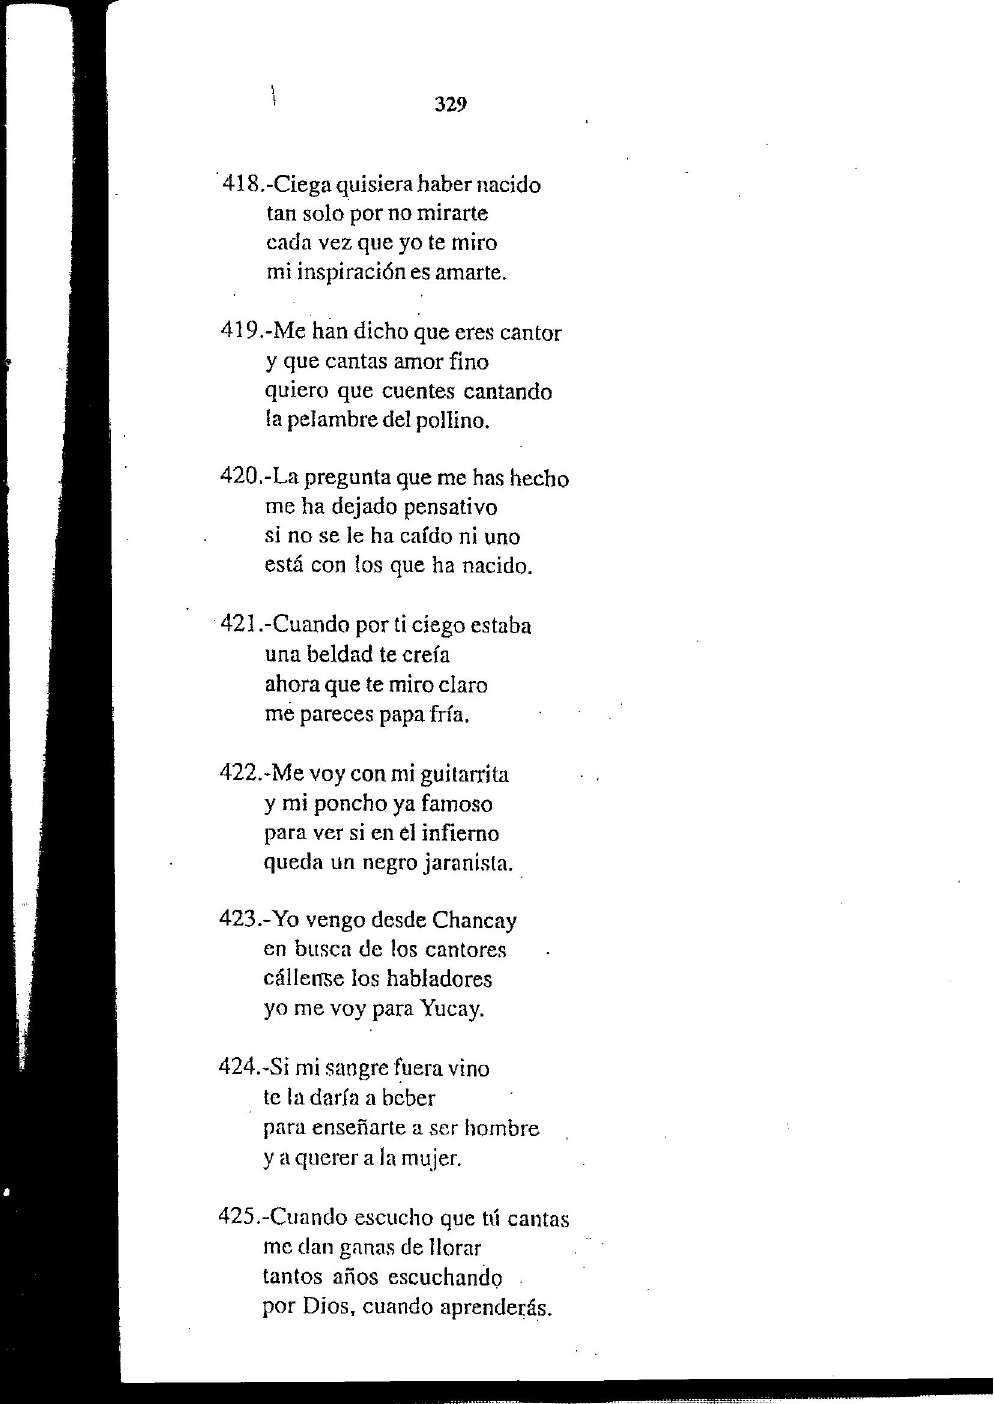 329
418.-Ciega quisiera haber nacido
tan solo por no mirarte
cada vez que yo te miro
mi inspiración es amarte.
419.-Me han dicho que eres cantor
y que cantas amor fino
quiero que cuentes cantando
la pelambre del pollino.
420.-La pregunta que me has hecho
me ha dejado pensativo
si no se le ha caído ni uno
está con los que ha nacido.
421.-Cuando por ti ciego estaba
una beldad te creía
ahora que te miro claro
me pareces papa fría.
422.-Me voy con mi guitarrita
y mi poncho ya famoso
para ver si en el infierno
queda un negro jaranista.
423.-Yo vengo desde Chancay
en busca de los cantores
cállense los habladores
yo me voy para Yucay.
424.-Si mi sangre fuera vino
te la daría a beber
para enseñarte a ser hombre
y a querer a la mujer.
425.-Cuando escucho que tú cantas
me dan ganas de llorar
tantos años escuchando
por Dios, cuando aprenderás.